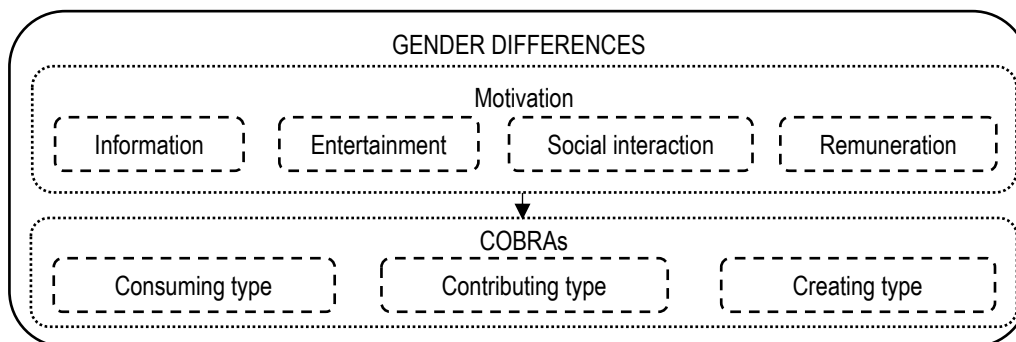 GENDER DIFFERENCES
Motivation
Information Entertainment Social interaction Remuneration
COBRAs
Consuming type Contributing type Creating type